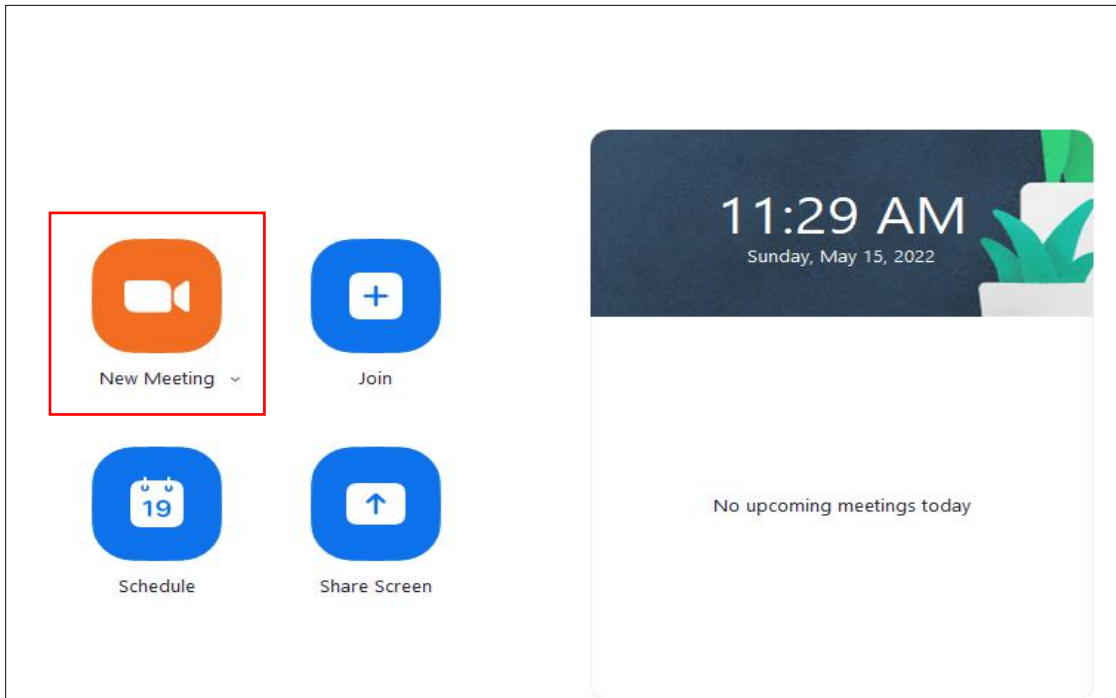 New Meeting
Join
19
Schedule
Share Screen
11:29 AM
Sunday, May 15, 2022
No upcoming meetings today